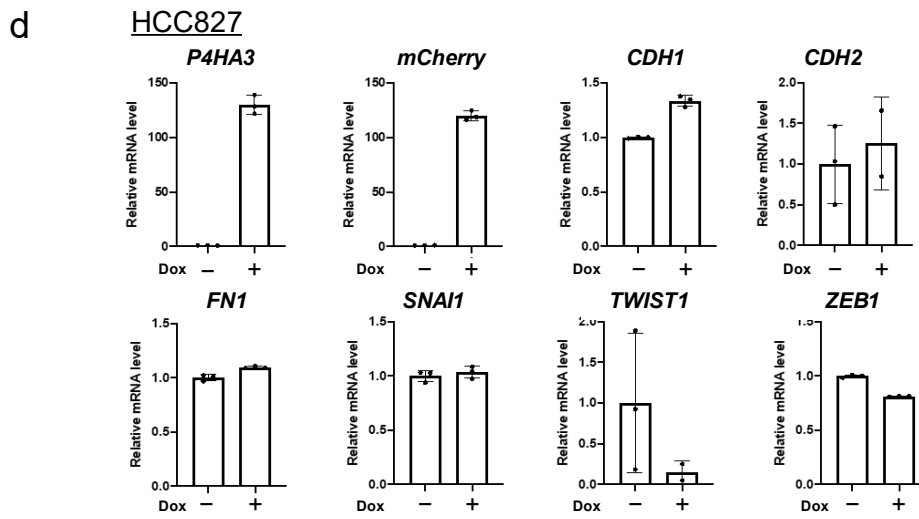 d
HCC827
P4HA3
mCherry
CDH1
CDH2
Relative mRNA level
150
100
50
0
Dox − +
Relative mRNA level
150
100
50
0
Dox − +
Relative mRNA level
1.5
1.0
0.5
0.0
Dox − +
Relative mRNA level
2.0
1.5
1.0
0.5
0.0
Dox − +
FN1
SNAI1
TWIST1
ZEB1
Relative mRNA level
1.5
1.0
0.5
0.0
Dox − +
Relative mRNA level
1.5
1.0
0.5
0.0
Dox − +
Relative mRNA level
2.0
1.5
1.0
0.5
0.0
Dox − +
Relative mRNA level
1.5
1.0
0.5
0.0
Dox − +